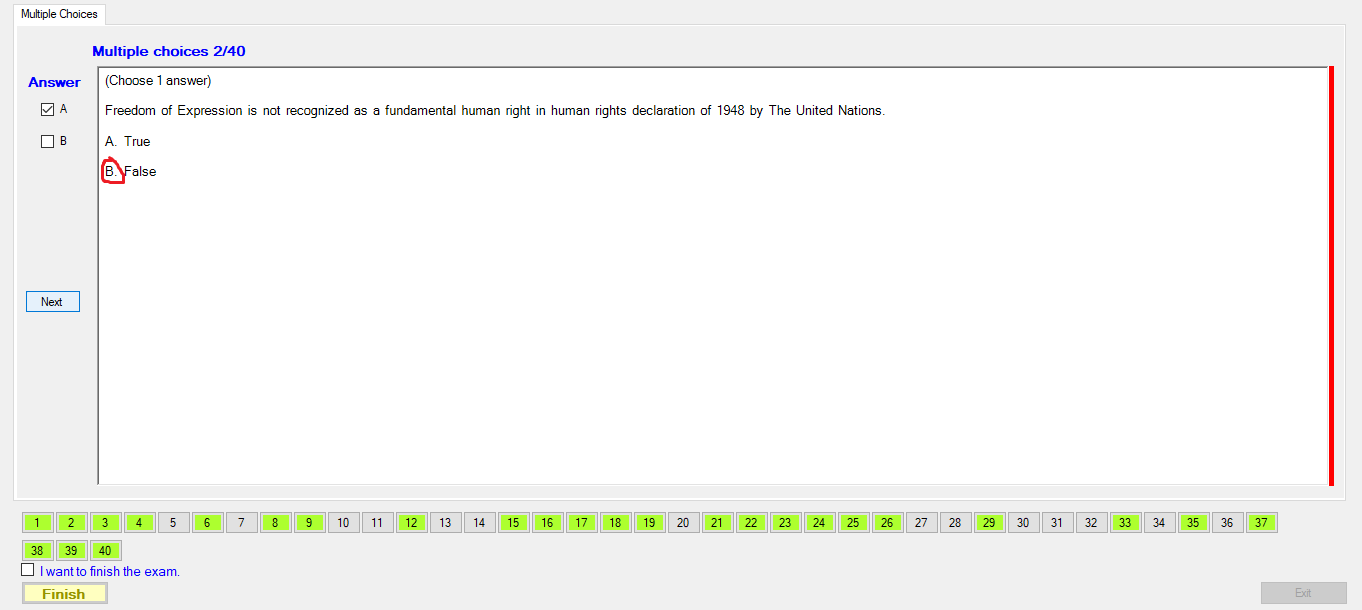 Multiple Choices
Multiple choices 2/40
Answer
A
B
(Choose 1 answer)
Freedom of Expression is not recognized as a fundamental human right in human rights declaration of 1948 by The United Nations.
A. True
B. False
Next
1 2 3 4 5 6 7 8 9 10 11 12 13 14 15 16 17 18 19 20 21 22 23 24 25 26 27 28 29 30 31 32 33 34 35 36 37
38 39 40
I want to finish the exam.
Finish
Exit